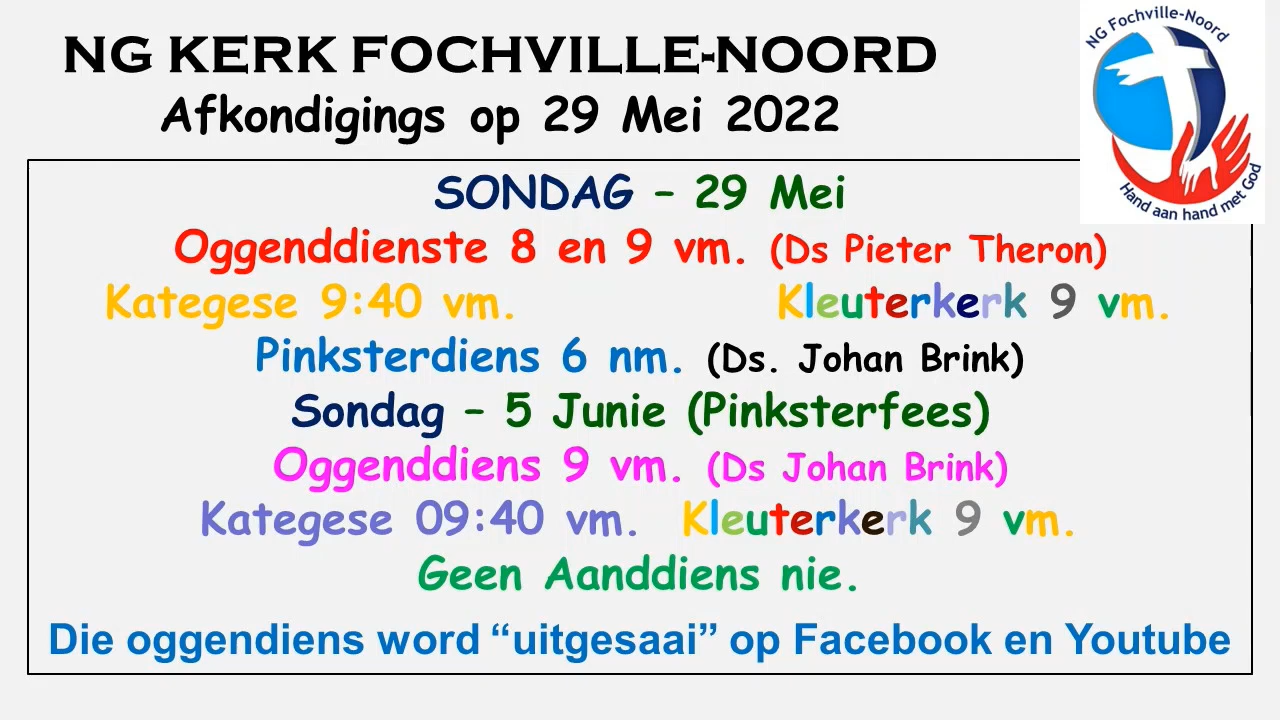 NG KERK FOCHVILLE-NOORD
Afkondigings op 29 Mei 2022
NG Fochville-Noord
Hand aan hand met God
SONDAG – 29 Mei
Oggenddienste 8 en 9 vm. (Ds Pieter Theron)
Kategese 9:40 vm. Kleuterkerk 9 vm.
Pinksterdiens 6 nm. (Ds. Johan Brink)
Sondag – 5 Junie (Pinksterfees)
Oggenddiens 9 vm. (Ds Johan Brink)
Kategese 09:40 vm. Kleuterkerk 9 vm.
Geen Aanddiens nie.
Die oggendiens word “uitgesaai” op Facebook en Youtube